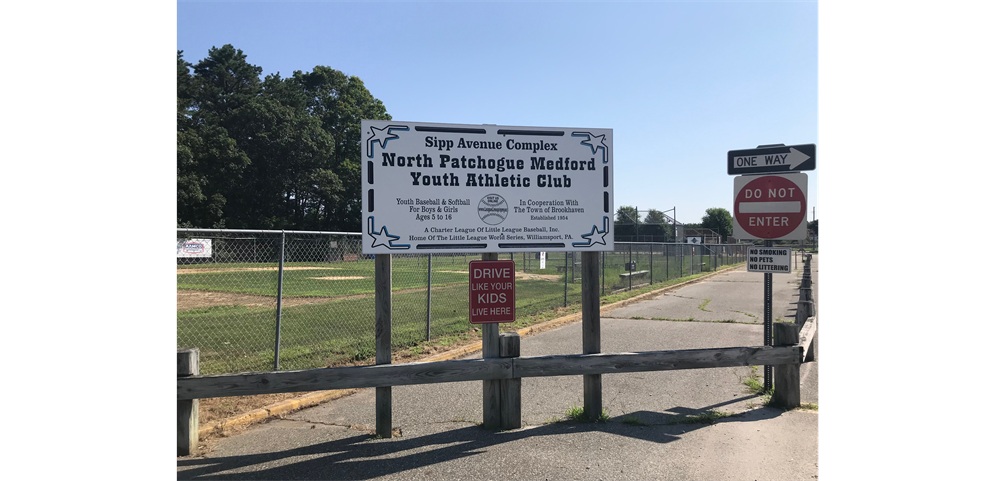 Sipp Avenue Complex
North Patchogue Medford
Youth Athletic Club
Youth Baseball & Softball
For Boys & Girls
Ages 5 to 16
In Cooperation With
The Town of Brookhaven
Established 1954
A Charter League Of Little League Baseball, Inc.
Home Of The Little League World Series, Williamsport, PA.
DRIVE
LIKE YOUR
KIDS
LIVE HERE
ONE WAY
DO NOT
ENTER
NO SMOKING
NO PETS
NO LITTERING